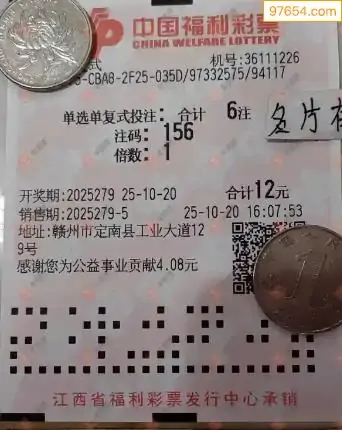 97654.com
中国福利彩票
CHINA WELFARE LOTTERY
式 机号:36111226
-CBA8-2F25-035D/97332575/94117
单选单复式投注: 合计 6注
注码: 156
倍数: 1
名片
开奖期:2025279 25-10-20 合计12元
销售期:2025279-5 25-10-20 16:07:53
地址:赣州市定南县工业大道12
9号
感谢您为公益事业贡献4.08元
1
江西省福利彩票发行中心承销